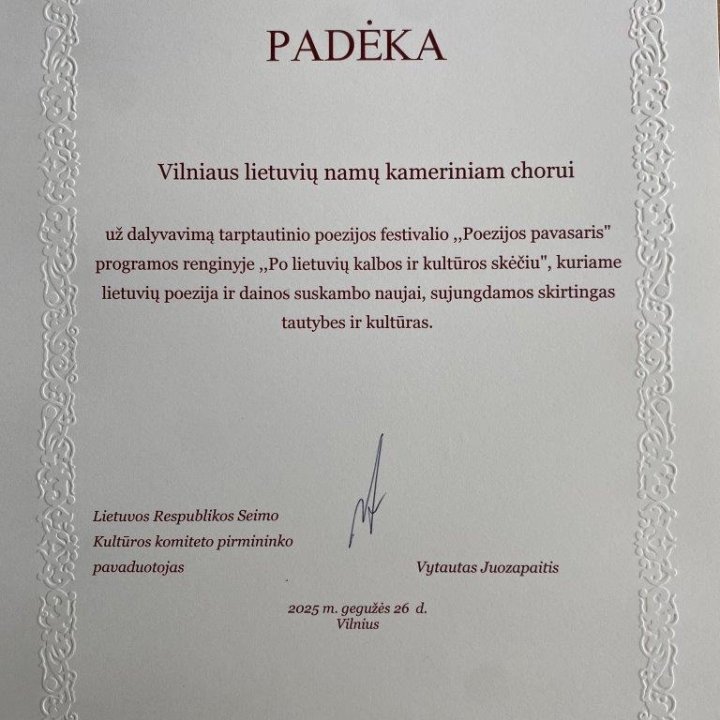 PADĖKA
Vilniaus lietuvių namų kameriniam chorui
už dalyvavimą tarptautinio poezijos festivalio ,,Poezijos pavasaris"
programos renginyje ,,Po lietuvių kalbos ir kultūros skėčiu", kuriame
lietuvių poezija ir dainos suskambo naujai, sujungdamos skirtingas
tautybes ir kultūras.
Lietuvos Respublikos Seimo
Kultūros komiteto pirmininko
pavaduotojas
Vytautas Juozapaitis
2025 m. gegužės 26 d.
Vilnius